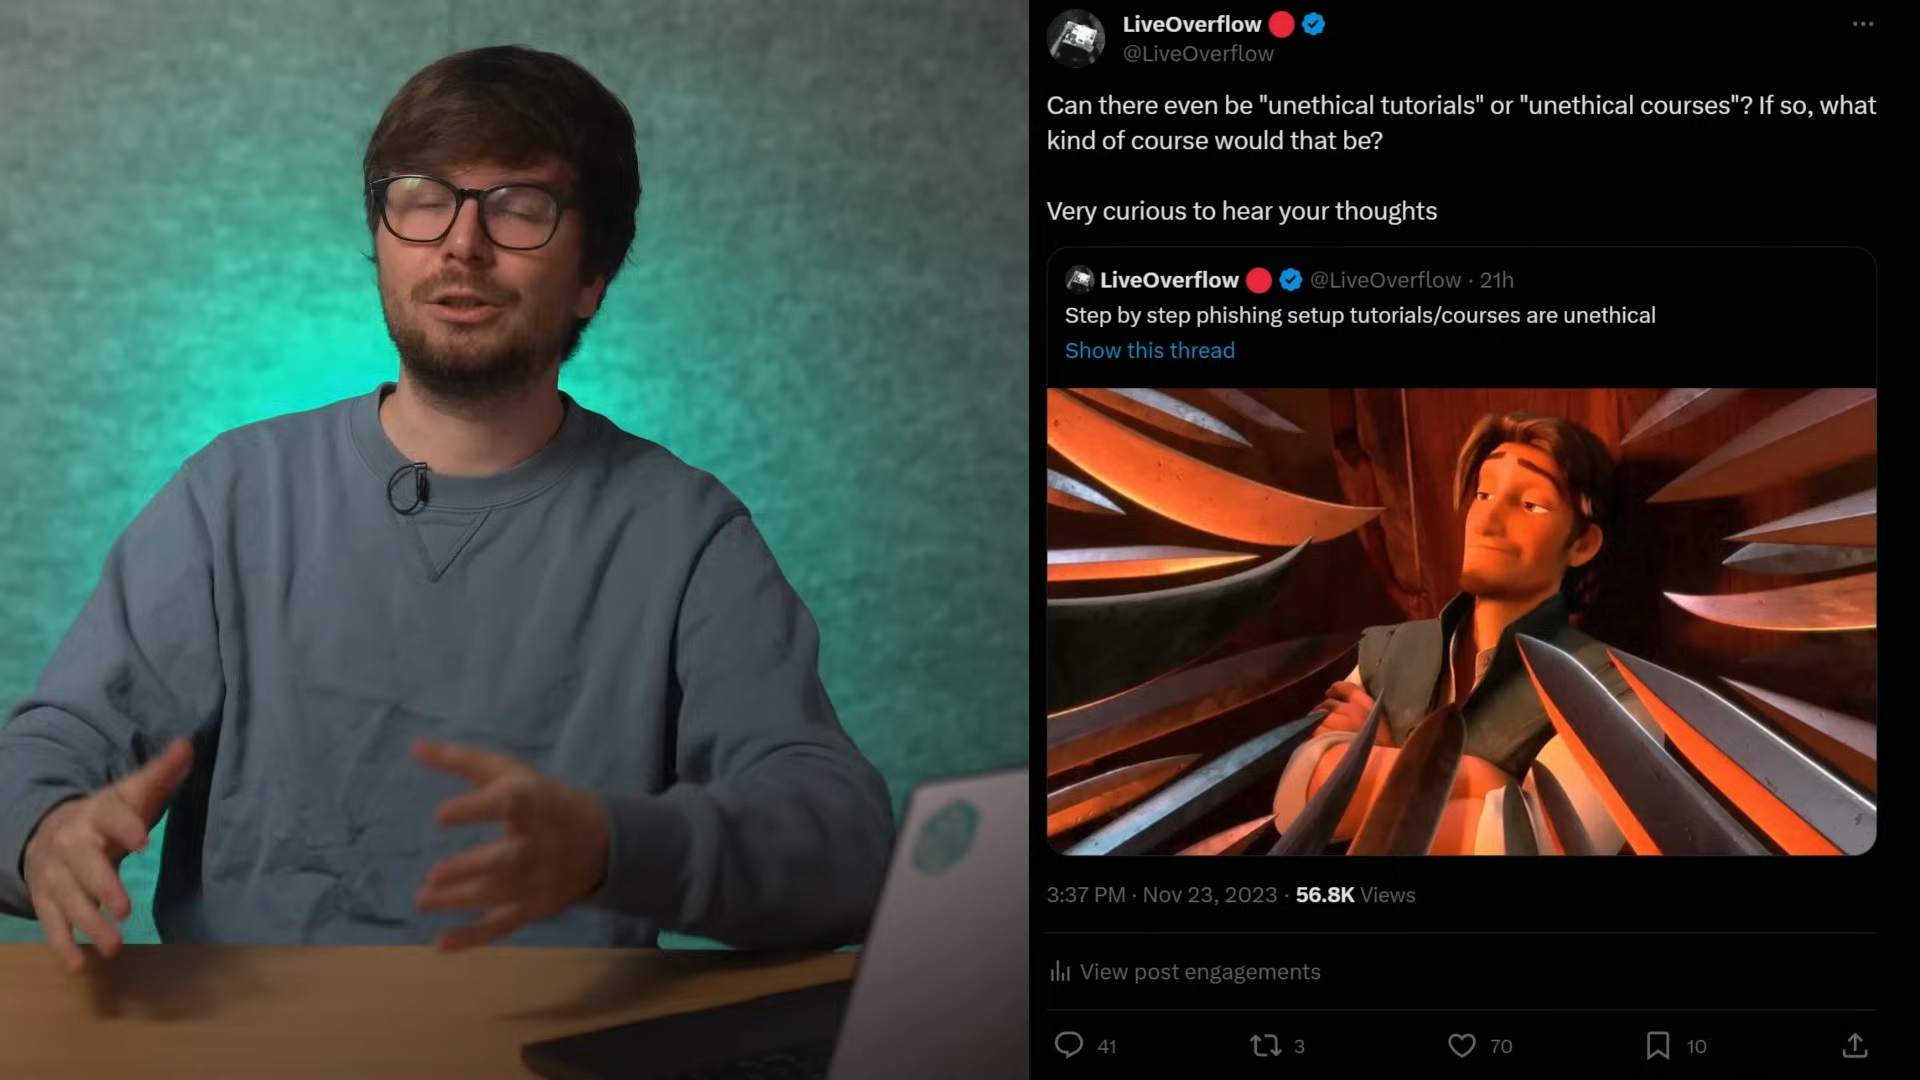 LiveOverflow
@LiveOverflow
Can there even be "unethical tutorials" or "unethical courses"? If so, what
kind of course would that be?
Very curious to hear your thoughts
LiveOverflow @LiveOverflow · 21h
Step by step phishing setup tutorials/courses are unethical
Show this thread
3:37 PM · Nov 23, 2023 · 56.8K Views
View post engagements
41 3 70 10